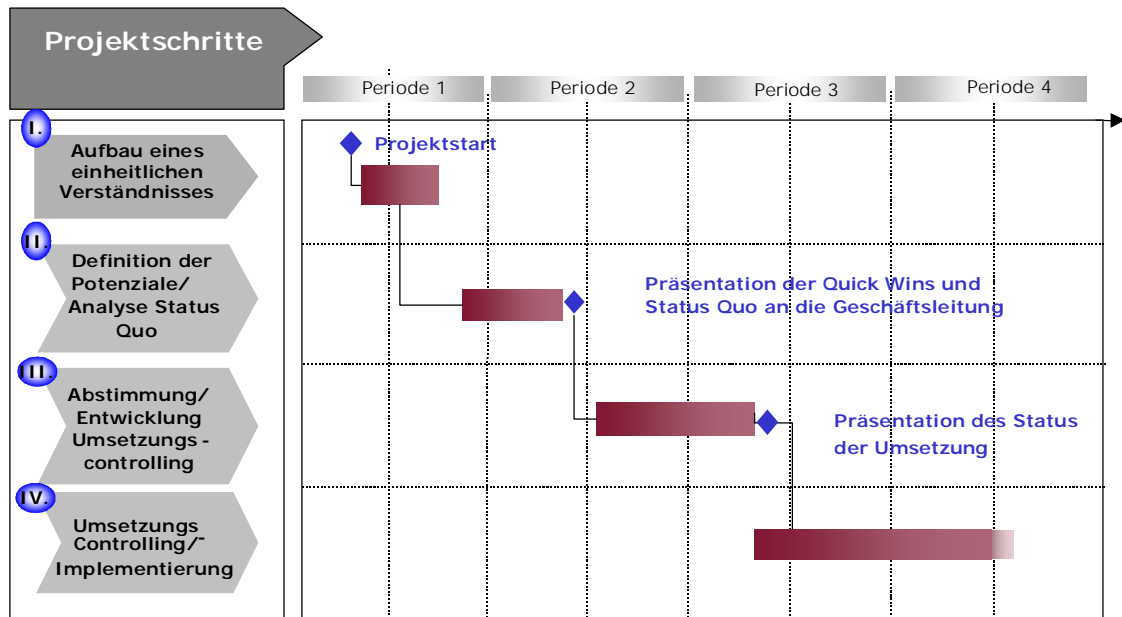 Projektschritte
Periode 1
Periode 2
Periode 3
Periode 4
I.
Aufbau eines
einheitlichen
Verständnisses
Projektstart
II.
Definition der
Potenziale/
Analyse Status
Quo
Präsentation der Quick Wins und
Status Quo an die Geschäftsleitung
III.
Abstimmung/
Entwicklung
Umsetzungs -
controlling
Präsentation des Status
der Umsetzung
IV.
Umsetzungs
Controlling/-
Implementierung